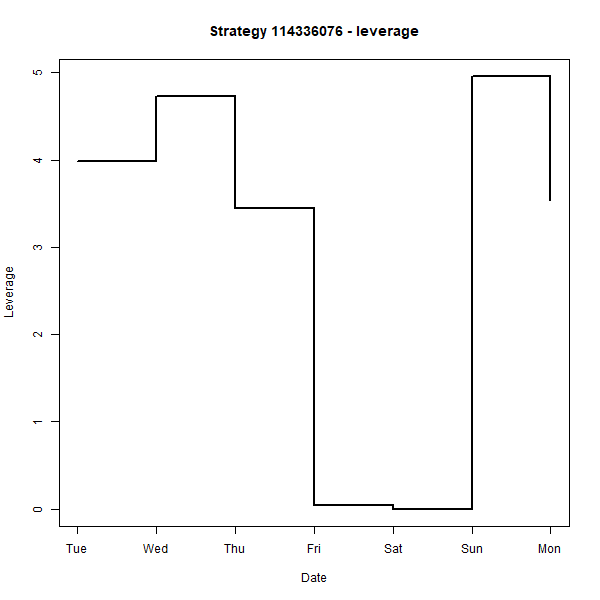 Strategy 114336076 - leverage
5
4
3
2
1
0
Leverage
Tue Wed Thu Fri Sat Sun Mon
Date